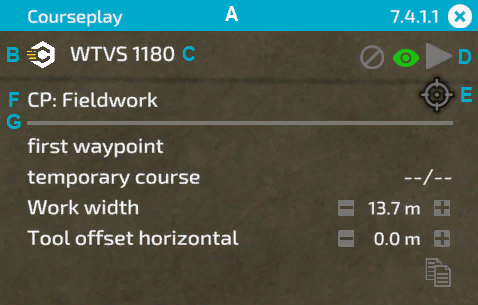 Courseplay A 7.4.1.1
B WTVS 1180 C D
F CP: Fieldwork E
G
first waypoint
temporary course --/--
Work width 13.7 m
Tool offset horizontal 0.0 m